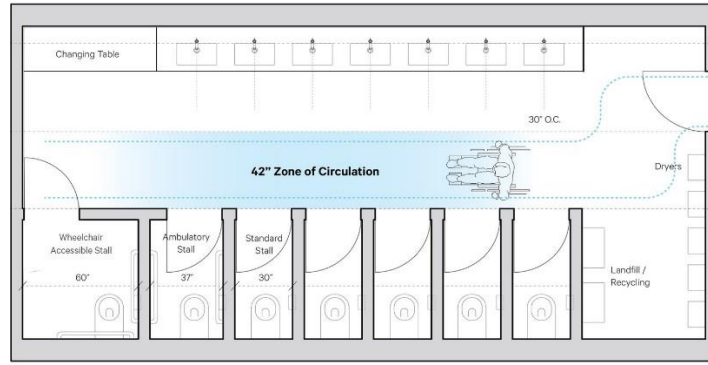 Changing Table
30" O.C.
42" Zone of Circulation
Dryers
Wheelchair
Accessible Stall
Ambulatory
Stall
Standard
Stall
60"
37"
30"
Landfill /
Recycling